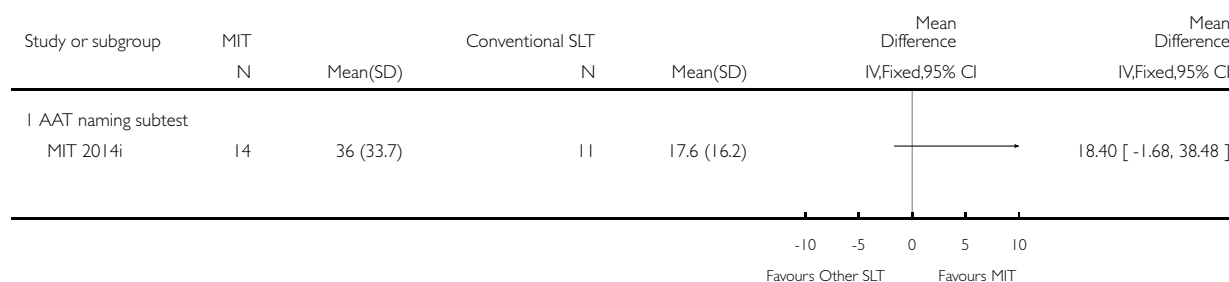 Mean Mean
Study or subgroup MIT Conventional SLT Difference Difference
N Mean(SD) N Mean(SD) IV,Fixed,95% CI IV,Fixed,95% CI
1 AAT naming subtest
MIT 2014i 14 36 (33.7) 11 17.6 (16.2) 18.40 [ -1.68, 38.48 ]
-10 -5 0 5 10
Favours Other SLT Favours MIT